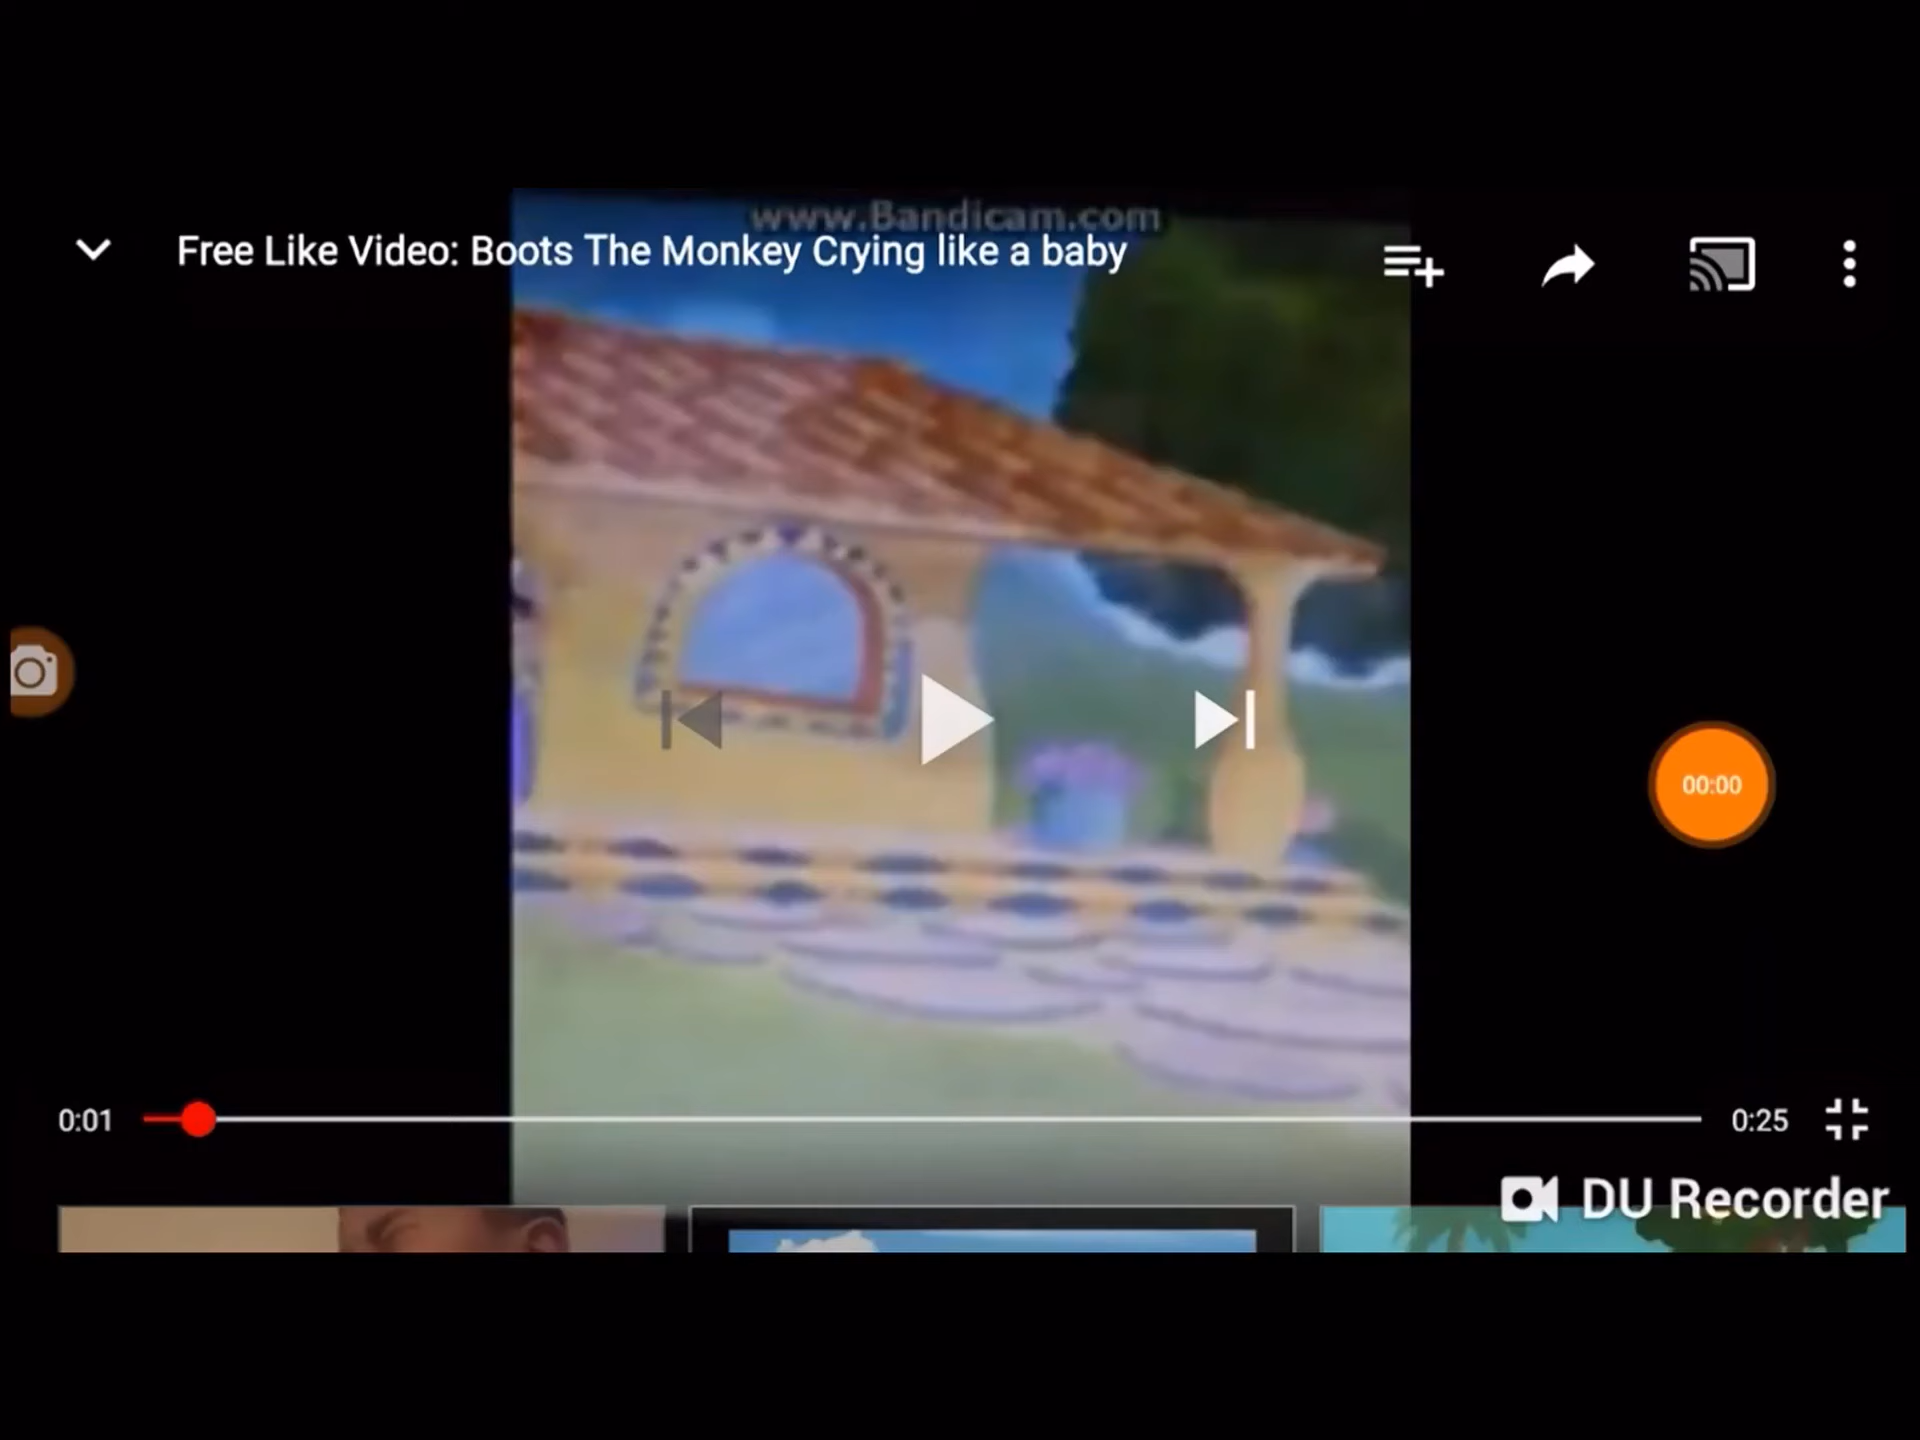 www.Bandicam.com
Free Like Video: Boots The Monkey Crying like a baby
00:00
0:01
0:25
DU Recorder